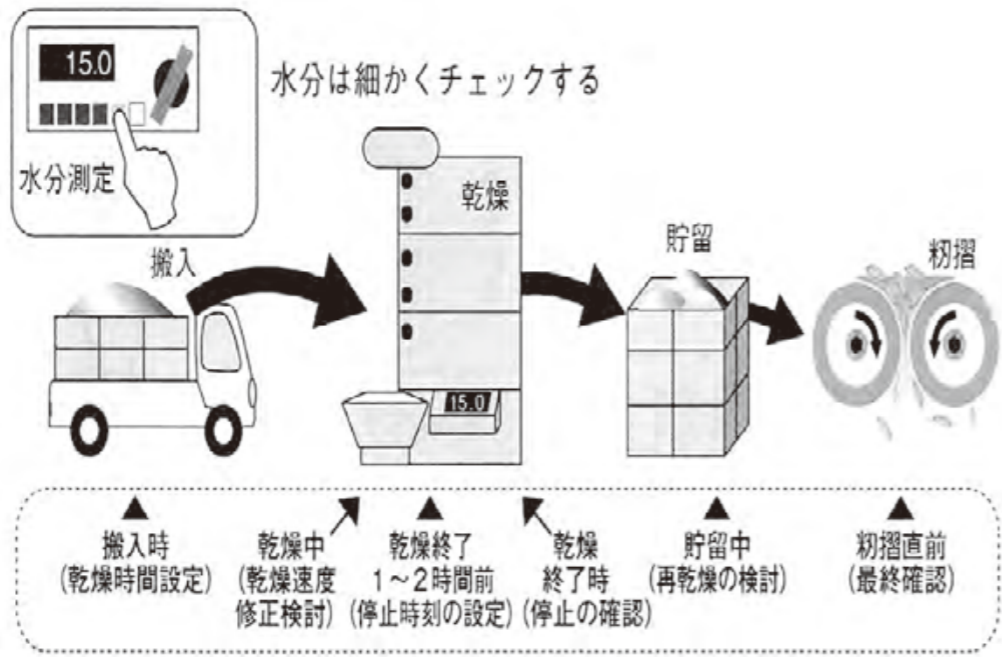 15.0
水分は細かくチェックする
水分測定
乾燥
搬入
貯留
籾摺
15.0
搬入時
(乾燥時間設定)
乾燥中
(乾燥速度
修正検討)
乾燥終了
1~2時間前
(停止時刻の設定)
乾燥
終了時
(停止の確認)
貯留中
(再乾燥の検討)
籾摺直前
(最終確認)